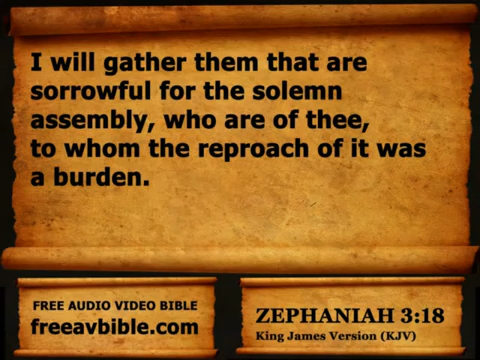 I will gather them that are
sorrowful for the solemn
assembly, who are of thee,
to whom the reproach of it was
a burden.
FREE AUDIO VIDEO BIBLE
freeavbible.com
ZEPHANIAH 3:18
King James Version (KJV)